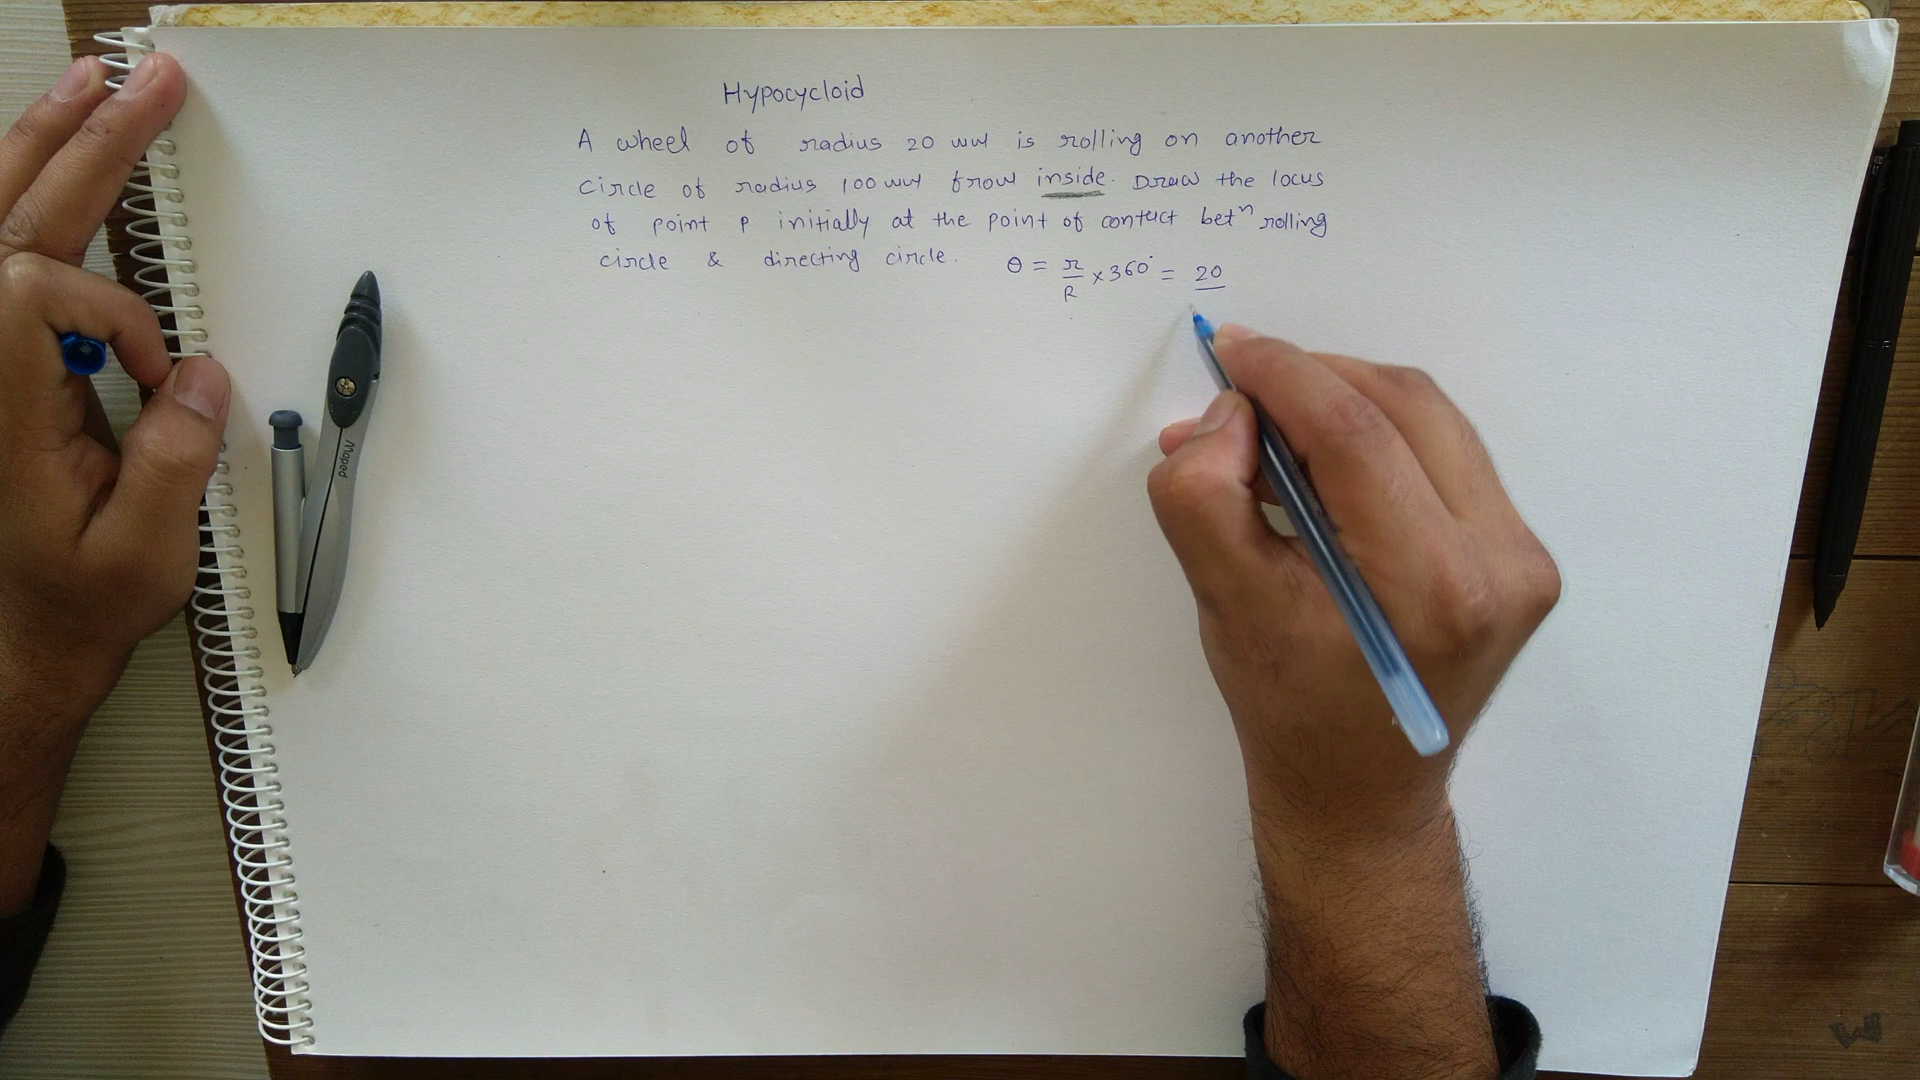 Hypocycloid
A wheel of radius 20 mm is rolling on another
circle of radius 100 mm from inside. Draw the locus
of point P initially at the point of contact betⁿ rolling
circle & directing circle. θ = r/R × 360° = 20
Maped